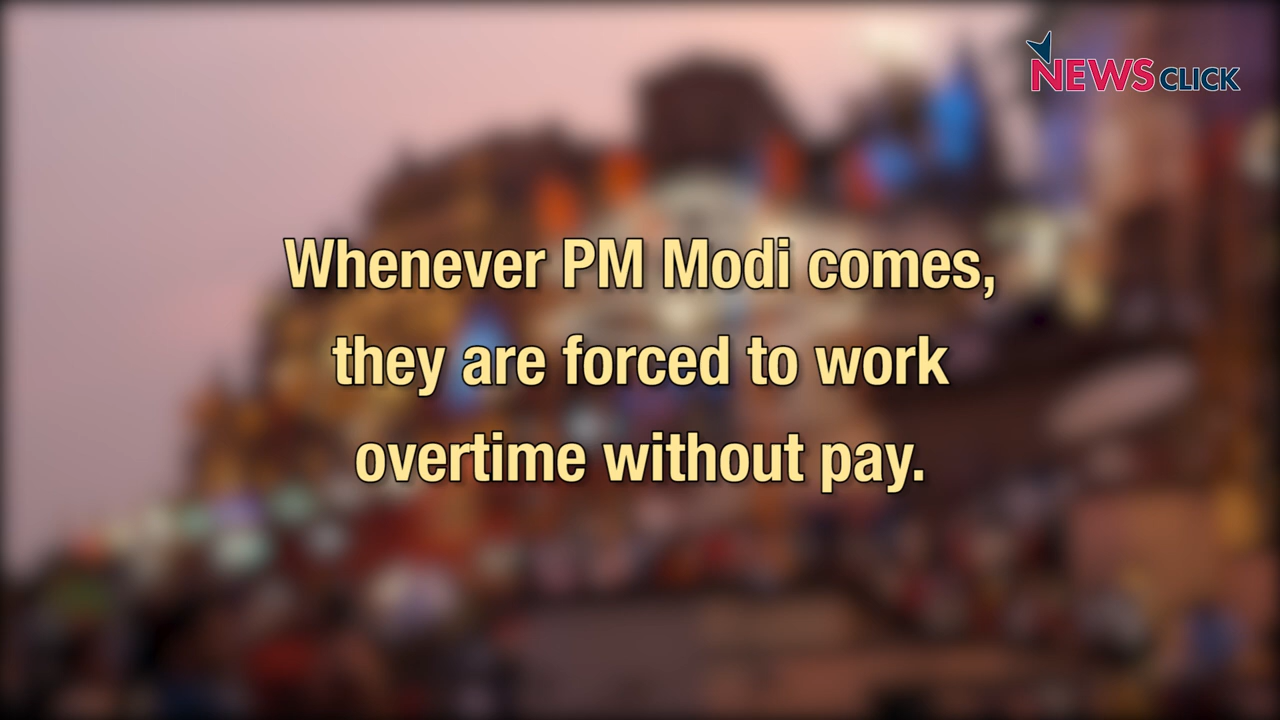 NEWSCLICK
Whenever PM Modi comes,
they are forced to work
overtime without pay.